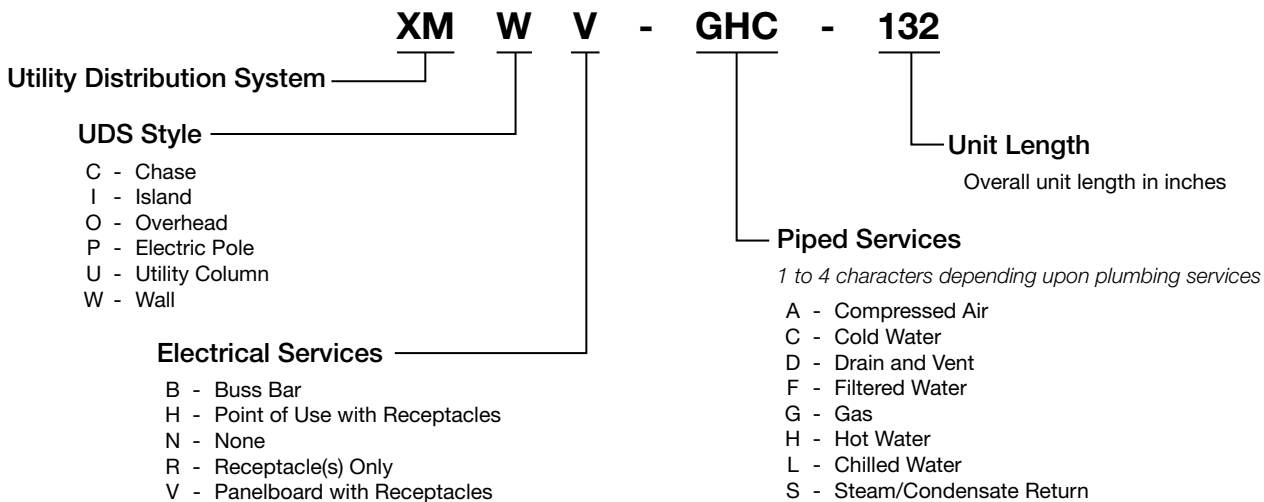 XM W V - GHC - 132
Utility Distribution System
UDS Style
C - Chase
I - Island
O - Overhead
P - Electric Pole
U - Utility Column
W - Wall
Electrical Services
B - Buss Bar
H - Point of Use with Receptacles
N - None
R - Receptacle(s) Only
V - Panelboard with Receptacles
Unit Length
Overall unit length in inches
Piped Services
1 to 4 characters depending upon plumbing services
A - Compressed Air
C - Cold Water
D - Drain and Vent
F - Filtered Water
G - Gas
H - Hot Water
L - Chilled Water
S - Steam/Condensate Return